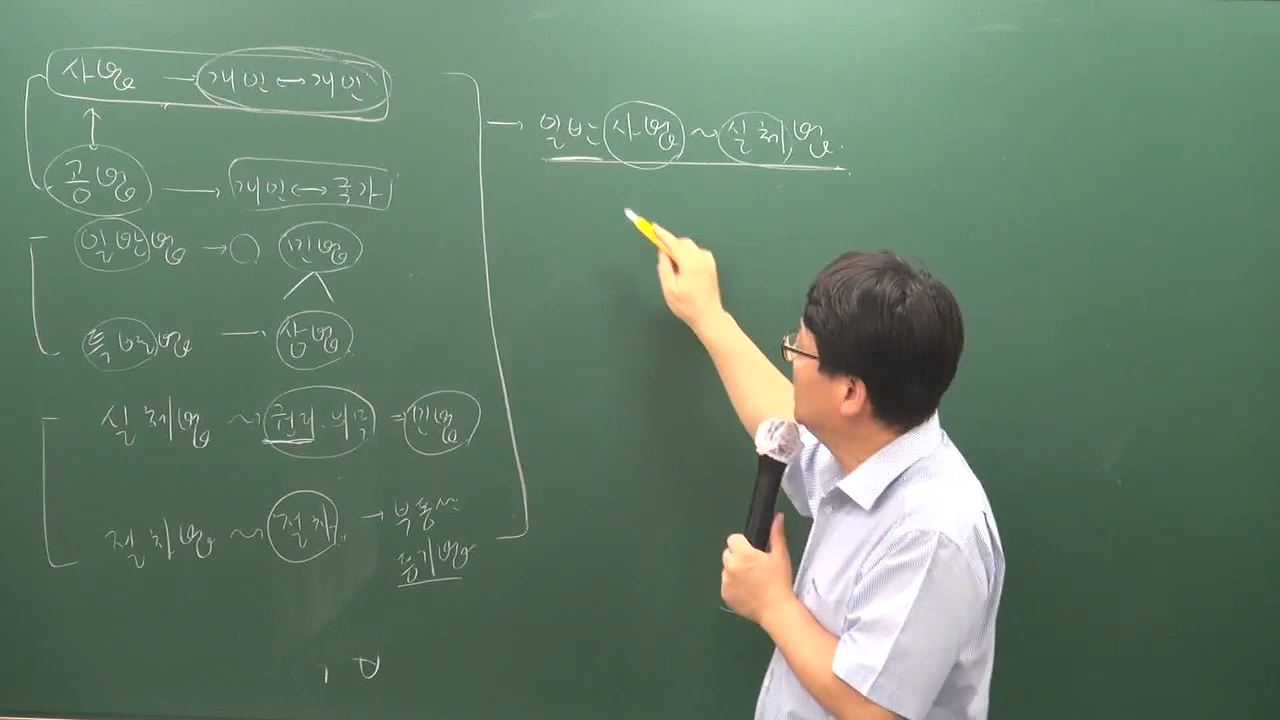 사법 → 개인 ↔ 개인
공법 → 개인 ↔ 국가
일반법 → 민법
특별법 → 상법
실체법 ~ 권리.의무 = 민법
절차법 ~ 절차 → 부동산
등기법
→ 일반사법 ~ 실체법.